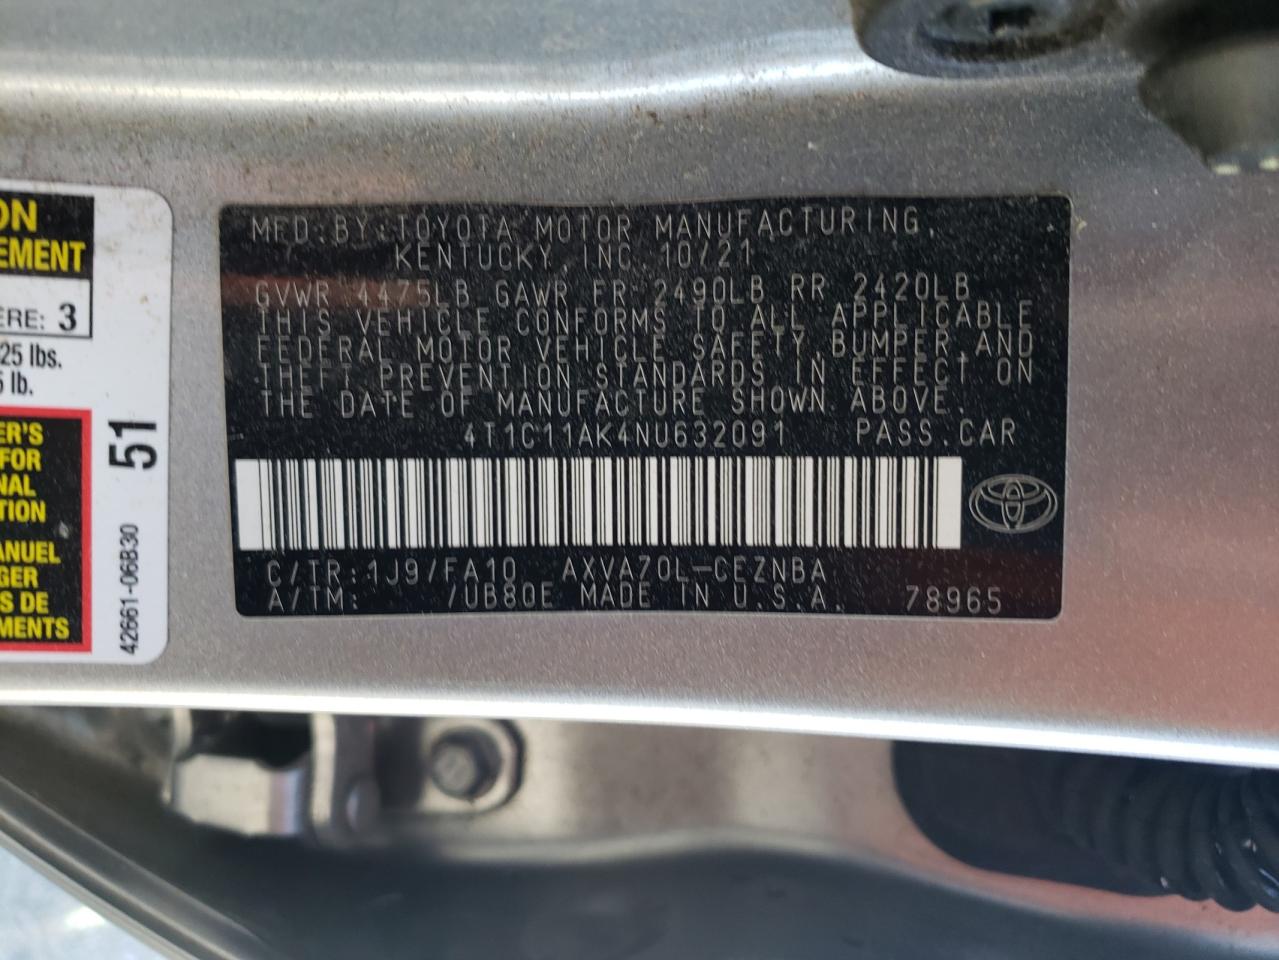 ON
EMENT
ERE: 3
25 lbs.
5 lb.
ER'S
FOR
NAL
TION
ANUEL
GER
S DE
MENTS
51
42661-06B30
MFD. BY: TOYOTA MOTOR MANUFACTURING,
KENTUCKY, INC. 10/21
GVWR 4475LB GAWR FR 2490LB RR 2420LB
THIS VEHICLE CONFORMS TO ALL APPLICABLE
FEDERAL MOTOR VEHICLE SAFETY, BUMPER, AND
THEFT PREVENTION STANDARDS IN EFFECT ON
THE DATE OF MANUFACTURE SHOWN ABOVE.
4T1C11AK4NU632091 PASS.CAR
C/TR: 1J9/FA10 AXVA70L-CEZNBA
A/TM: /UB80E MADE IN U.S.A. 78965